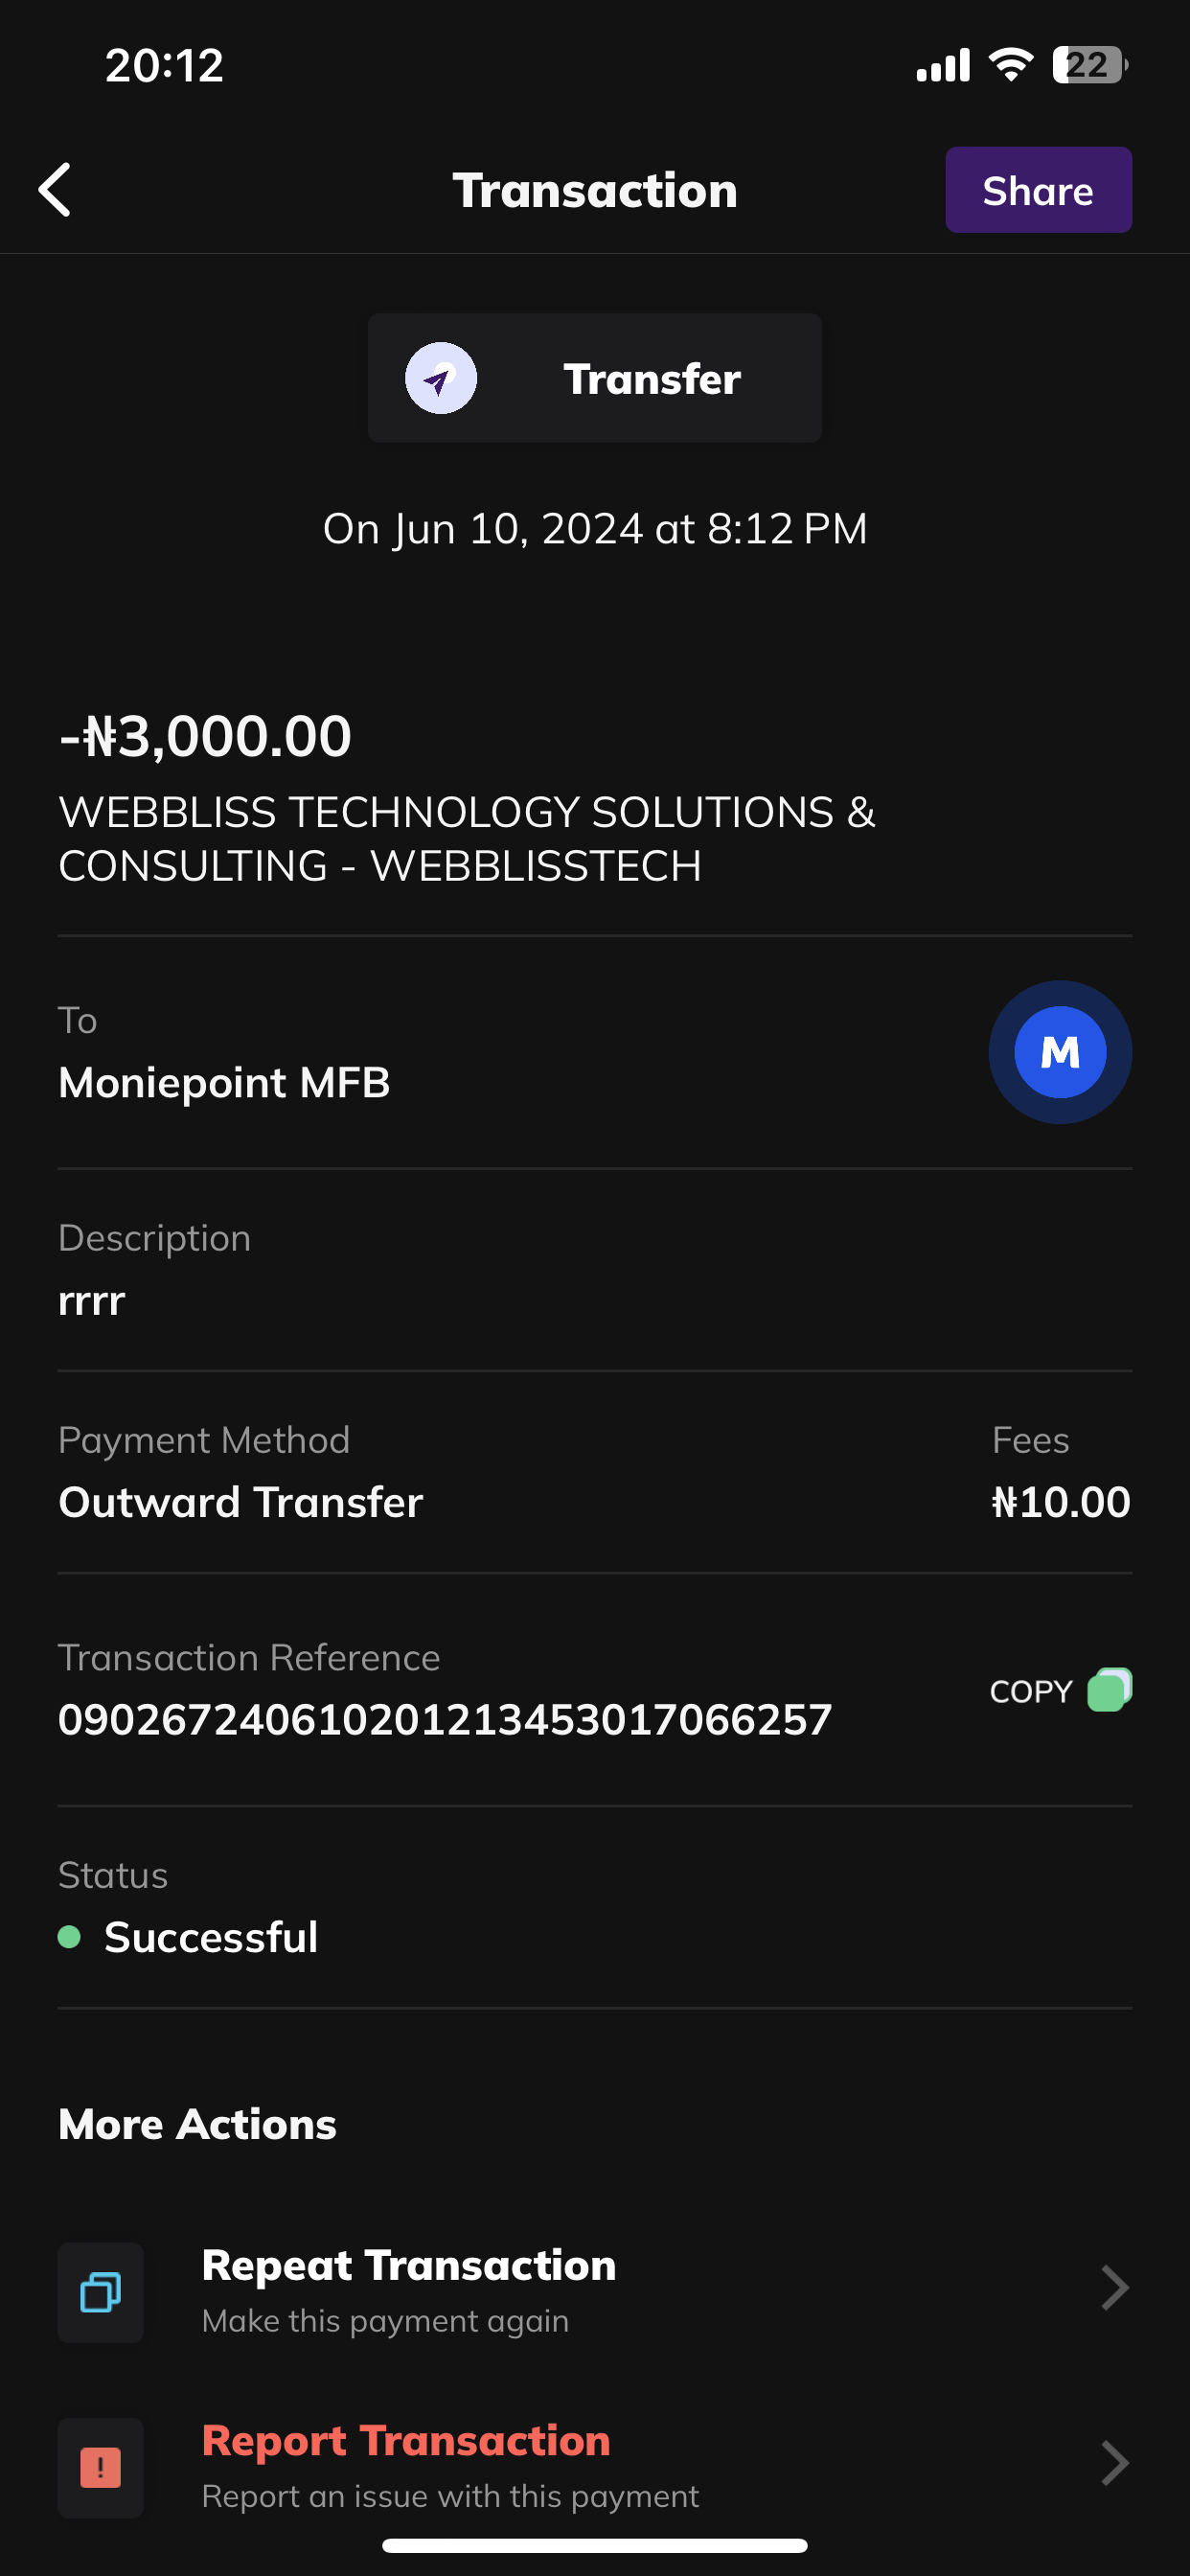 20:12
22
Transaction
Share
Transfer
On Jun 10, 2024 at 8:12 PM
-₦3,000.00
WEBBLISS TECHNOLOGY SOLUTIONS &
CONSULTING - WEBBLISSTECH
To
Moniepoint MFB
M
Description
rrrr
Payment Method
Fees
Outward Transfer
₦10.00
Transaction Reference
COPY
090267240610201213453017066257
Status
Successful
More Actions
Repeat Transaction
Make this payment again
Report Transaction
Report an issue with this payment